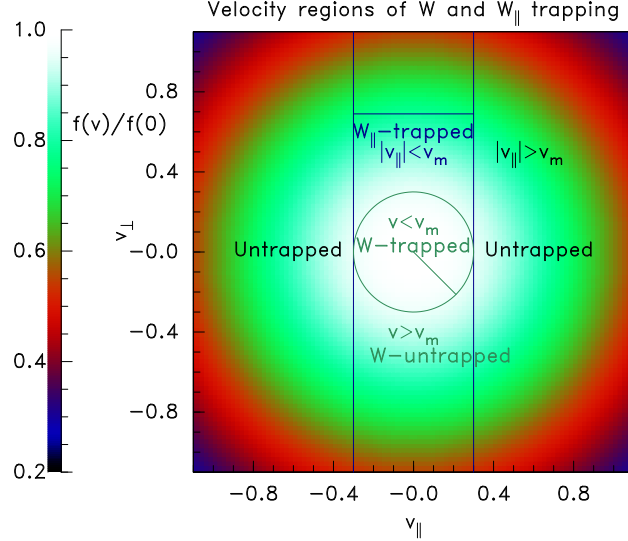 Velocity regions of W and W∥ trapping
1.0
0.8
0.6
0.4
0.2
f(v)/f(0)
0.8
0.4
−0.0
−0.4
−0.8
v⊥
W∥−trapped
|v∥|<vm
|v∥|>vm
v<vm
W−trapped
Untrapped
Untrapped
v>vm
W−untrapped
−0.8
−0.4
−0.0
0.4
0.8
v∥